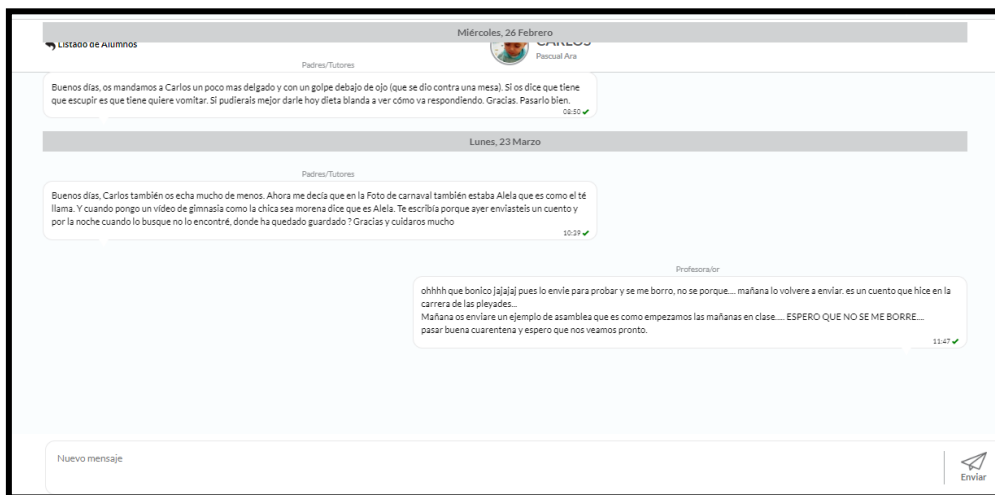 Miércoles, 26 Febrero
Listado de Alumnos
CARLOS
Pascual Ara
Padres/Tutores
Buenos días, os mandamos a Carlos un poco mas delgado y con un golpe debajo de ojo (que se dio contra una mesa). Si os dice que tiene
que escupir es que tiene quiere vomitar. Si pudierais mejor darle hoy dieta blanda a ver cómo va respondiendo. Gracias. Pasarlo bien.
08:50
Lunes, 23 Marzo
Padres/Tutores
Buenos días, Carlos también os echa mucho de menos. Ahora me decía que en la Foto de carnaval también estaba Alela que es como el té
llama. Y cuando pongo un vídeo de gimnasia como la chica sea morena dice que es Alela. Te escribía porque ayer enviasteis un cuento y
por la noche cuando lo busque no lo encontré, donde ha quedado guardado ? Gracias y cuidaros mucho
10:39
Profesora/or
ohhhh que bonico jajajaj pues lo envie para probar y se me borro, no se porque.... mañana lo volvere a enviar. es un cuento que hice en la
carrera de las pleyades...
Mañana os enviare un ejemplo de asamblea que es como empezamos las mañanas en clase..... ESPERO QUE NO SE ME BORRE....
pasar buena cuarentena y espero que nos veamos pronto.
11:47
Nuevo mensaje
Enviar